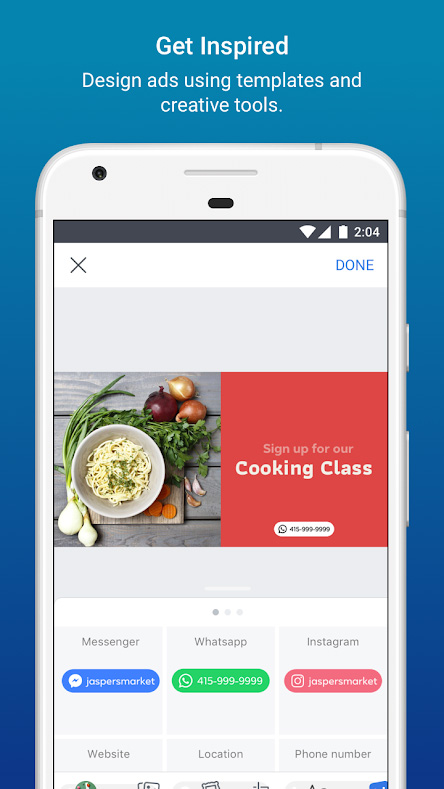 Get Inspired
Design ads using templates and
creative tools.
2:04
DONE
Sign up for our
Cooking Class
415-999-9999
Messenger
Whatsapp
Instagram
jaspersmarket
415-999-9999
jaspersmarket
Website
Location
Phone number